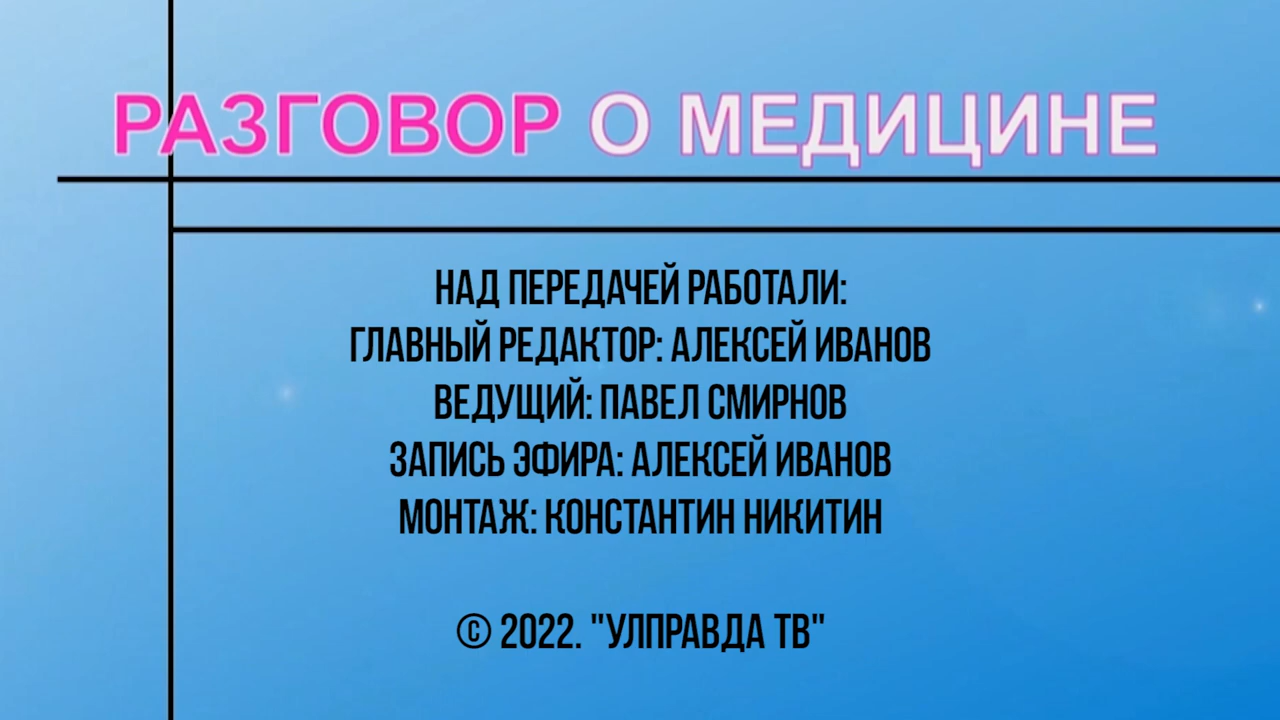 РАЗГОВОР О МЕДИЦИНЕ
НАД ПЕРЕДАЧЕЙ РАБОТАЛИ:
ГЛАВНЫЙ РЕДАКТОР: АЛЕКСЕЙ ИВАНОВ
ВЕДУЩИЙ: ПАВЕЛ СМИРНОВ
ЗАПИСЬ ЭФИРА: АЛЕКСЕЙ ИВАНОВ
МОНТАЖ: КОНСТАНТИН НИКИТИН
© 2022. "УЛПРАВДА ТВ"